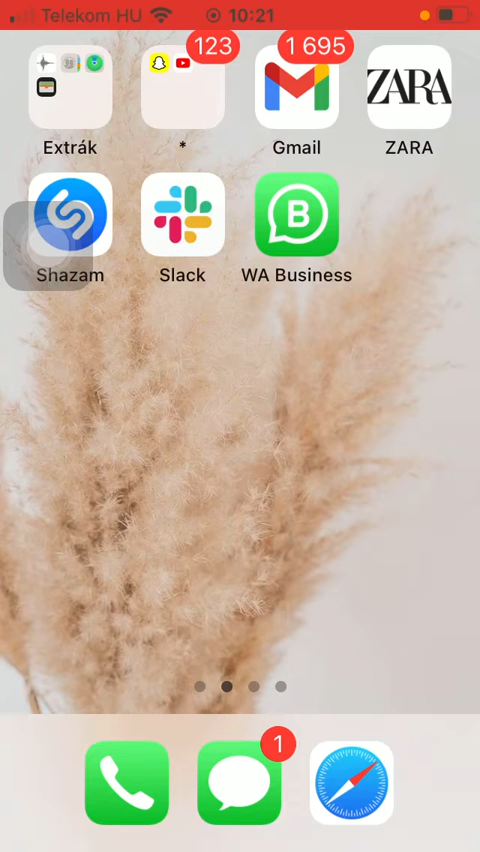 Telekom HU 10:21
123 1 695
ZARA
Extrák * Gmail ZARA
B
Shazam Slack WA Business
1